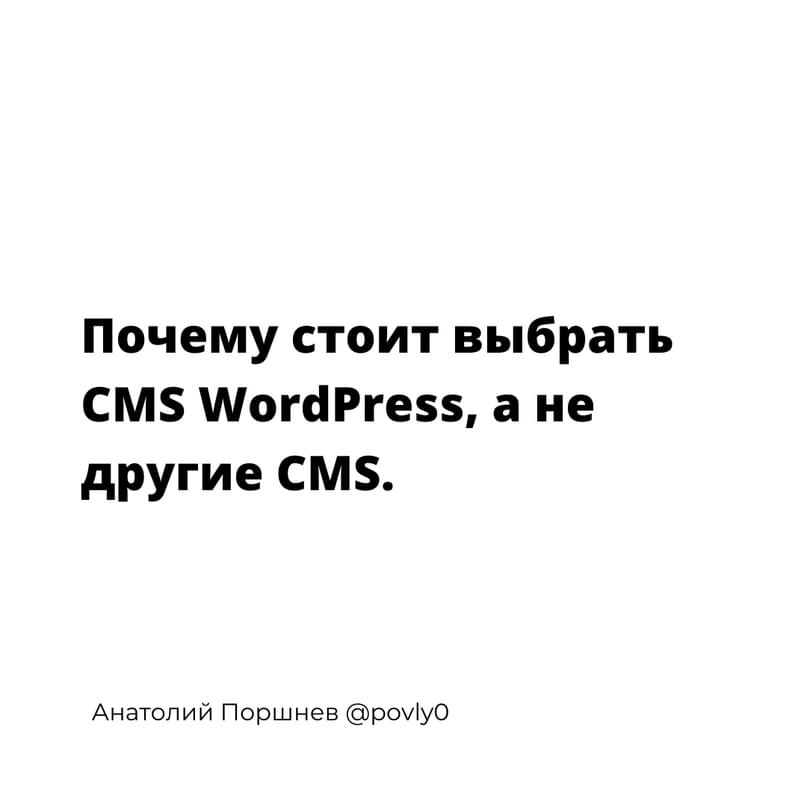 Почему стоит выбрать
CMS WordPress, а не
другие CMS.
Анатолий Поршнев @povly0